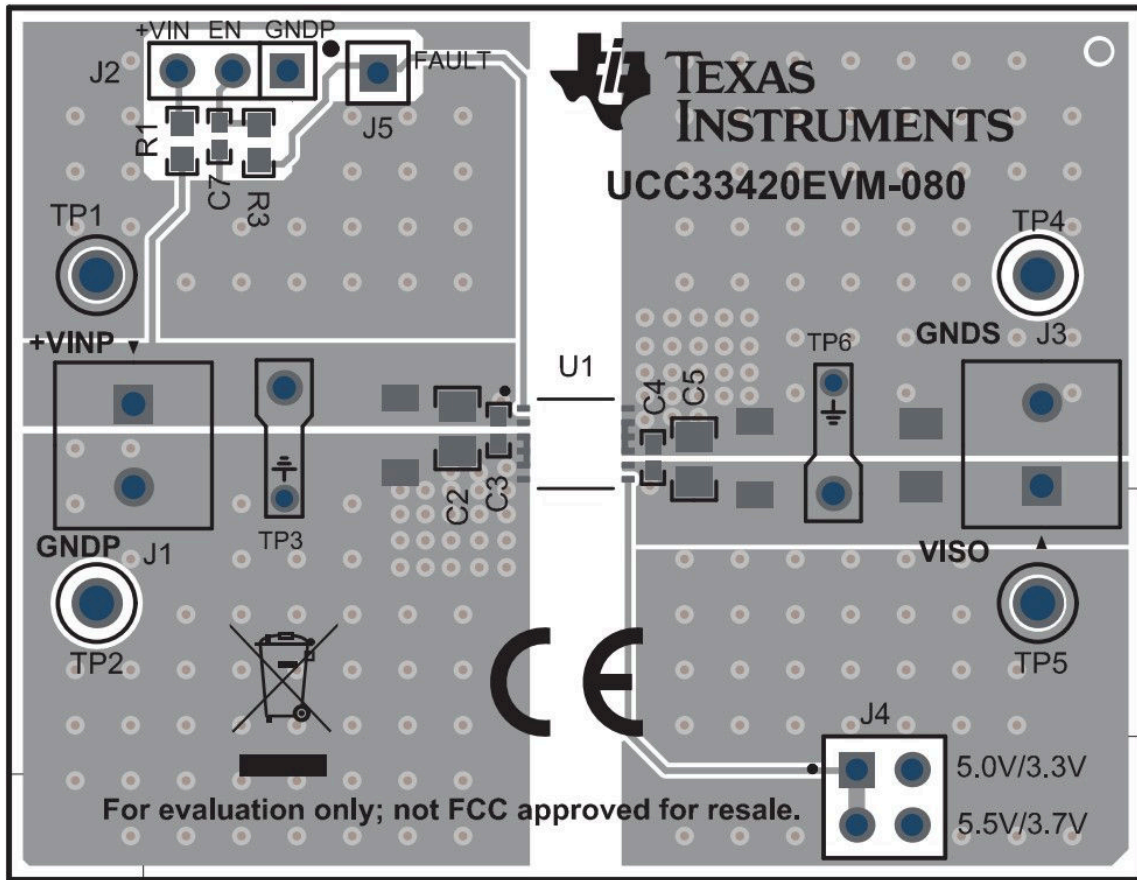 +VIN EN GNDP
J2
FAULT
J5
R1
C7
R3
TEXAS
INSTRUMENTS
UCC33420EVM-080
TP1
TP4
+VINP
GNDS
J3
TP6
U1
C4
C5
C2
C3
TP3
GNDP
J1
VISO
TP2
TP5
CE
J4
5.0V/3.3V
5.5V/3.7V
For evaluation only; not FCC approved for resale.